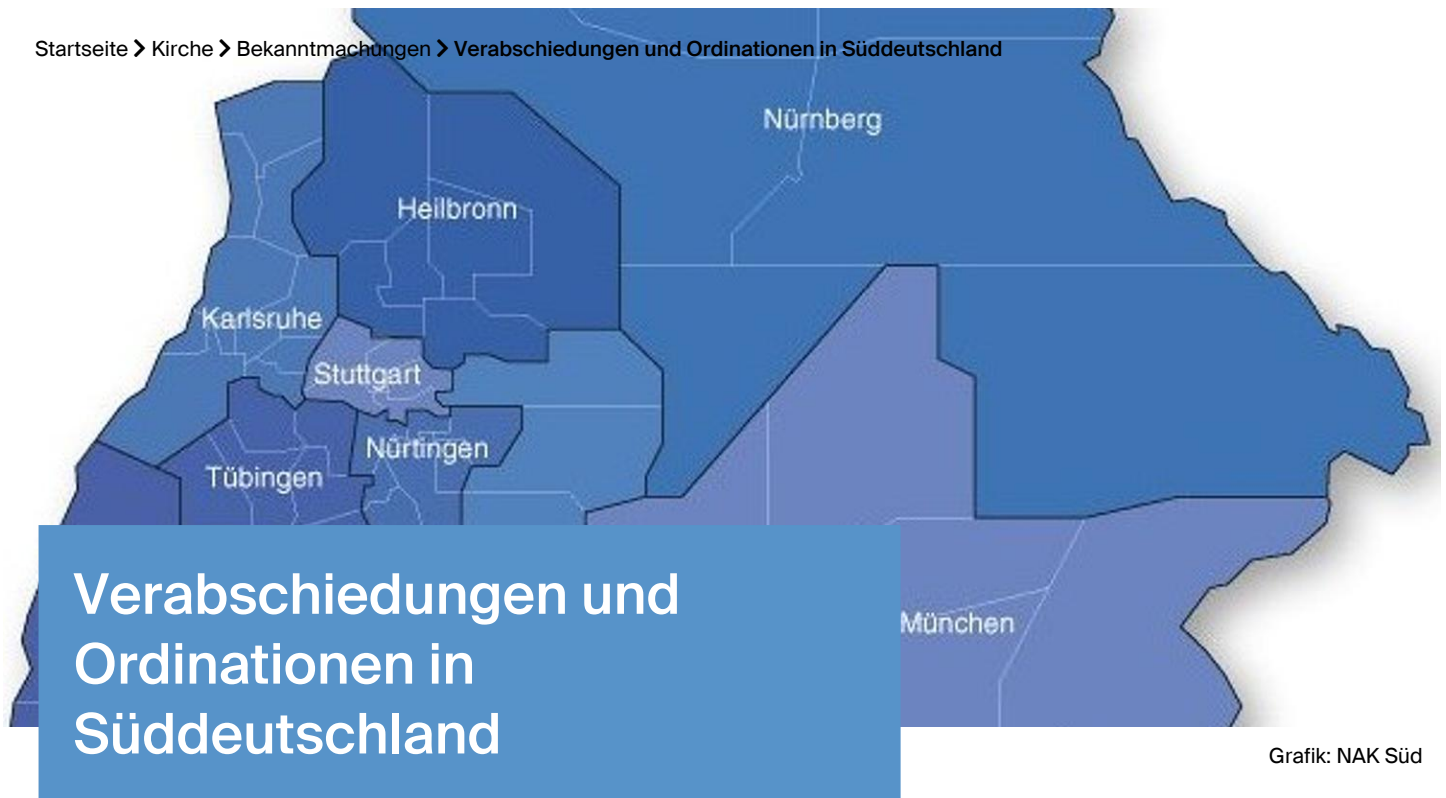 Startseite > Kirche > Bekanntmachungen > Verabschiedungen und Ordinationen in Süddeutschland
Nürnberg
Heilbronn
Karlsruhe
Stuttgart
Nürtingen
Tübingen
München
Verabschiedungen und
Ordinationen in
Süddeutschland
Grafik: NAK Süd